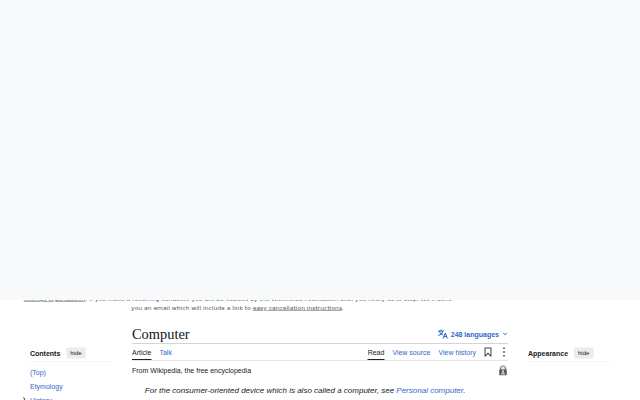 you an email which will include a link to easy cancellation instructions.
Computer
248 languages
Contents hide
Article Talk Read View source View history
Appearance hide
From Wikipedia, the free encyclopedia
(Top)
Etymology
For the consumer-oriented device which is also called a computer, see Personal computer.